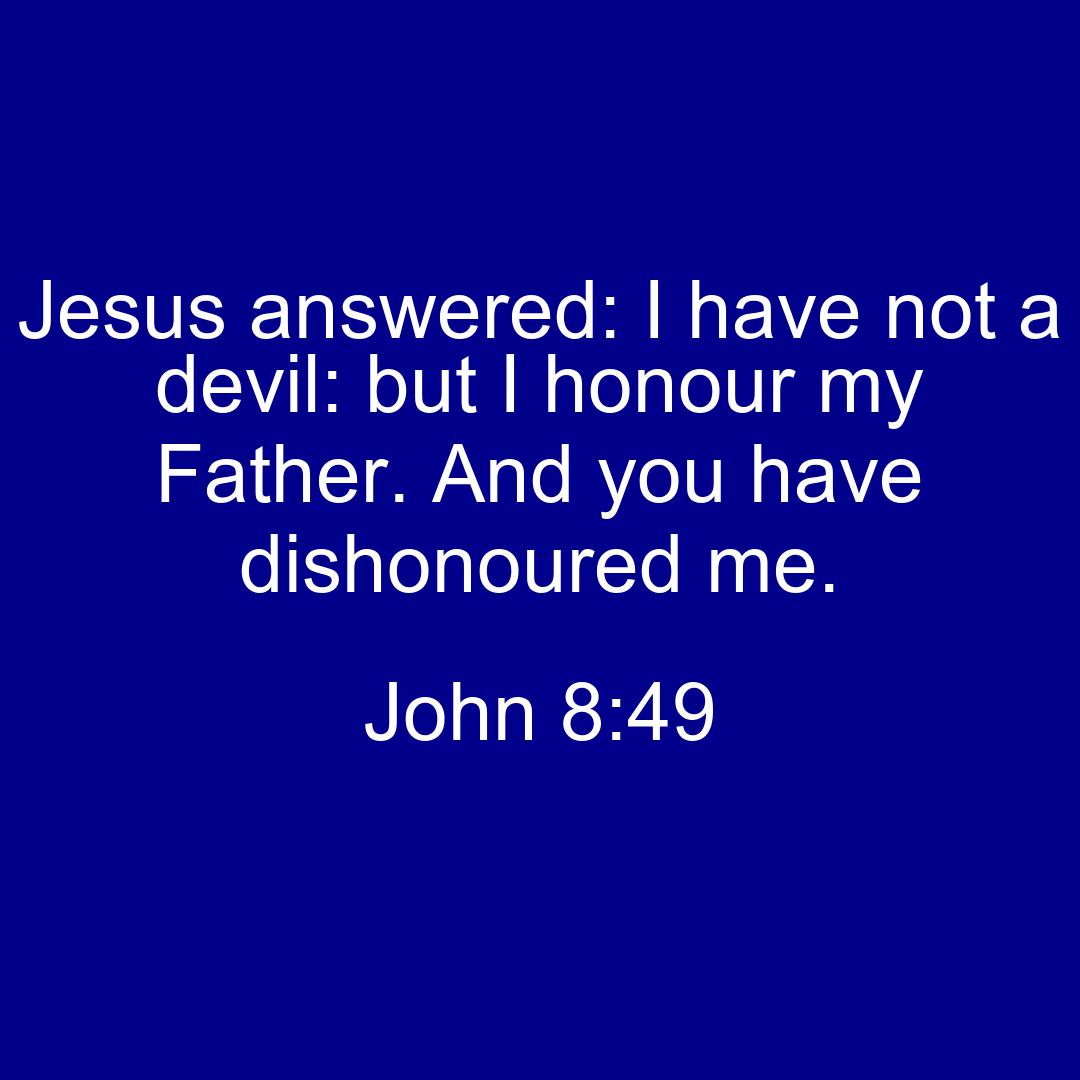 Jesus answered: I have not a
devil: but I honour my
Father. And you have
dishonoured me.
John 8:49